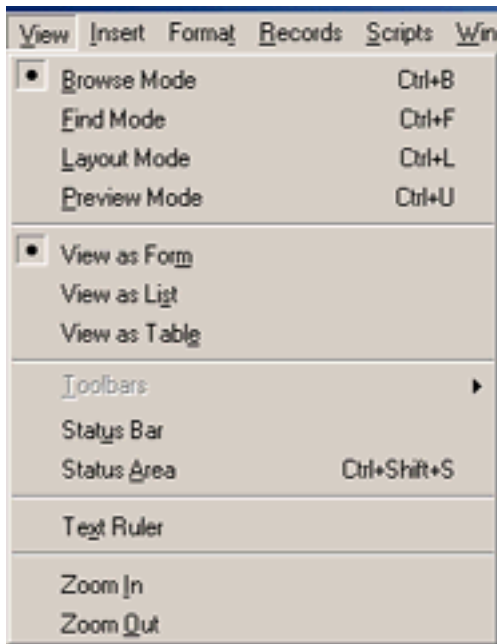 View Insert Format Records Scripts Win
Browse Mode Ctrl+B
Find Mode Ctrl+F
Layout Mode Ctrl+L
Preview Mode Ctrl+U
View as Form
View as List
View as Table
Toolbars
Status Bar
Status Area Ctrl+Shift+S
Text Ruler
Zoom In
Zoom Out